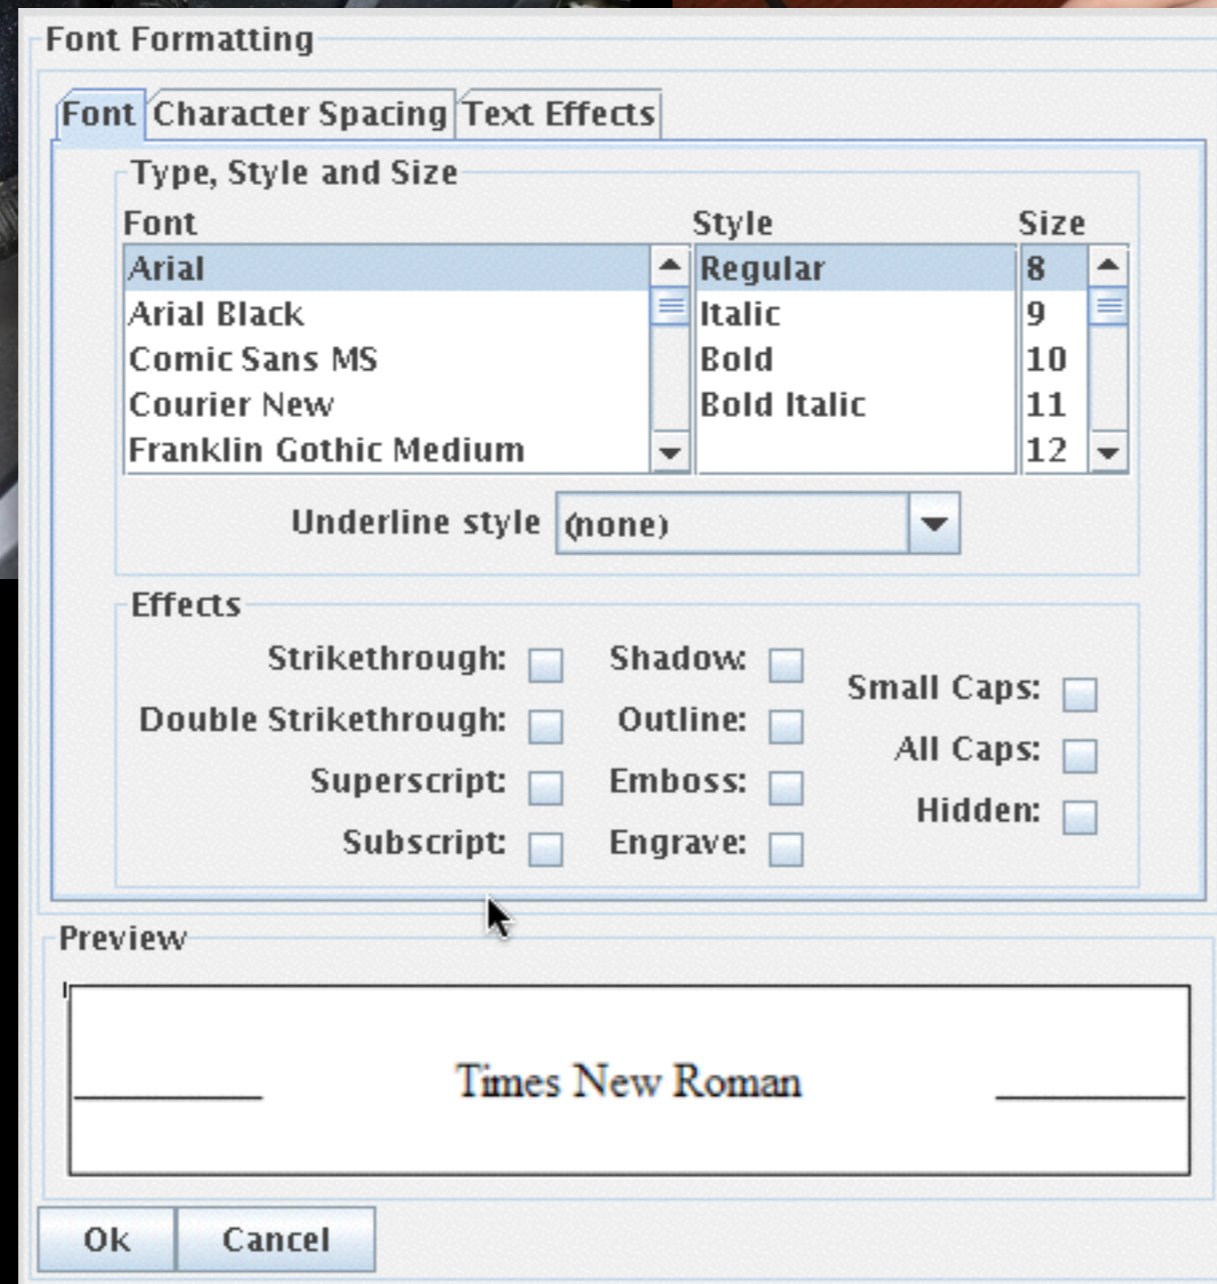 Font Formatting
Font Character Spacing Text Effects
Type, Style and Size
Font Style Size
Arial Regular 8
Arial Black Italic 9
Comic Sans MS Bold 10
Courier New Bold Italic 11
Franklin Gothic Medium 12
Underline style (none)
Effects
Strikethrough: Shadow: Small Caps:
Double Strikethrough: Outline: All Caps:
Superscript: Emboss: Hidden:
Subscript: Engrave:
Preview
Times New Roman
Ok Cancel